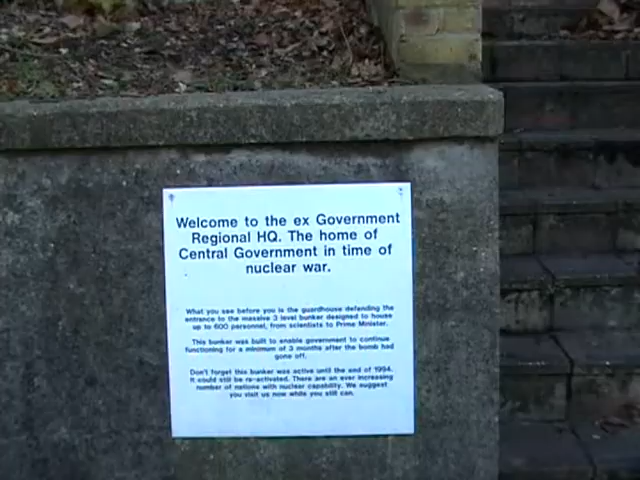 Welcome to the ex Government
Regional HQ. The home of
Central Government in time of
nuclear war.
What you see before you is the guardhouse defending the
entrance to the massive 3 level bunker designed to house
up to 600 personnel, from scientists to Prime Minister.
This bunker was built to enable government to continue
functioning for a minimum of 3 months after the bomb had
gone off.
Don't forget this bunker was active until the end of 1994.
It could still be re-activated. There are an ever increasing
number of nations with nuclear capability. We suggest
you visit us now while you still can.